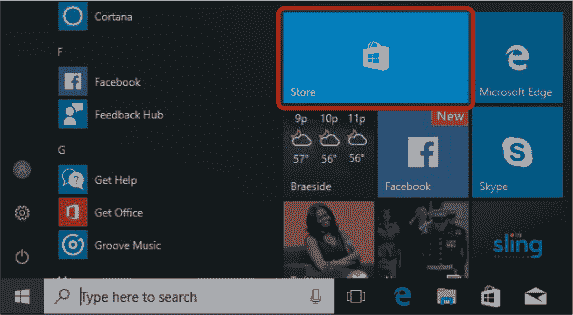 Cortana
F
Facebook
Feedback Hub
G
Get Help
Get Office
Groove Music
Store
Microsoft Edge
9p 10p 11p
57° 56° 56°
Braeside
New
Facebook
Skype
sling
Type here to search